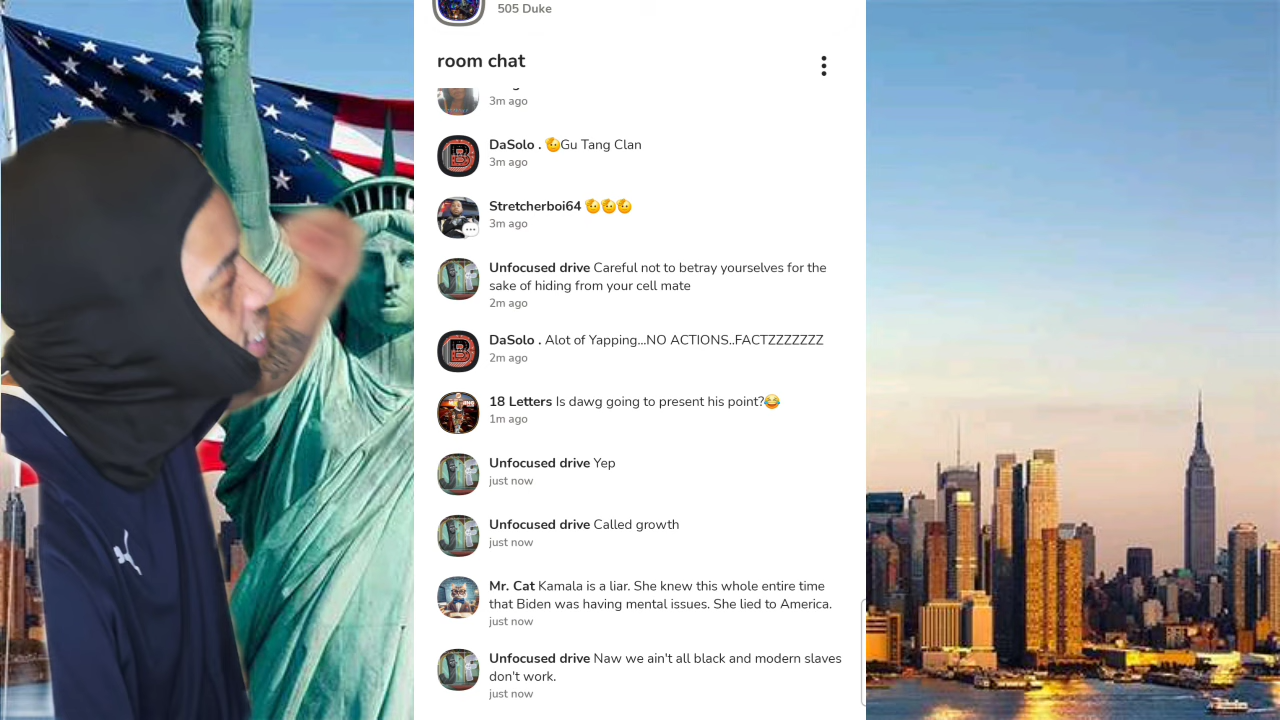 505 Duke
room chat
3m ago
DaSolo . 🫡Gu Tang Clan
3m ago
Stretcherboi64 🫡🫡🫡
3m ago
Unfocused drive Careful not to betray yourselves for the
sake of hiding from your cell mate
2m ago
DaSolo . Alot of Yapping...NO ACTIONS..FACTZZZZZZZ
2m ago
18 Letters Is dawg going to present his point?😂
1m ago
Unfocused drive Yep
just now
Unfocused drive Called growth
just now
Mr. Cat Kamala is a liar. She knew this whole entire time
that Biden was having mental issues. She lied to America.
just now
Unfocused drive Naw we ain't all black and modern slaves
don't work.
just now